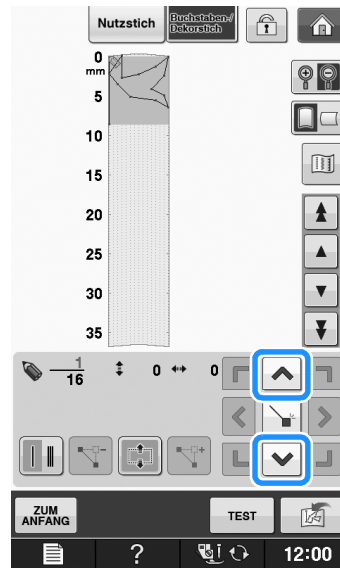 Nutzstich
Buchstaben-/
Dekorstich
0
mm
5
10
15
20
25
30
35
1
16
0
0
ZUM
ANFANG
TEST
?
12:00